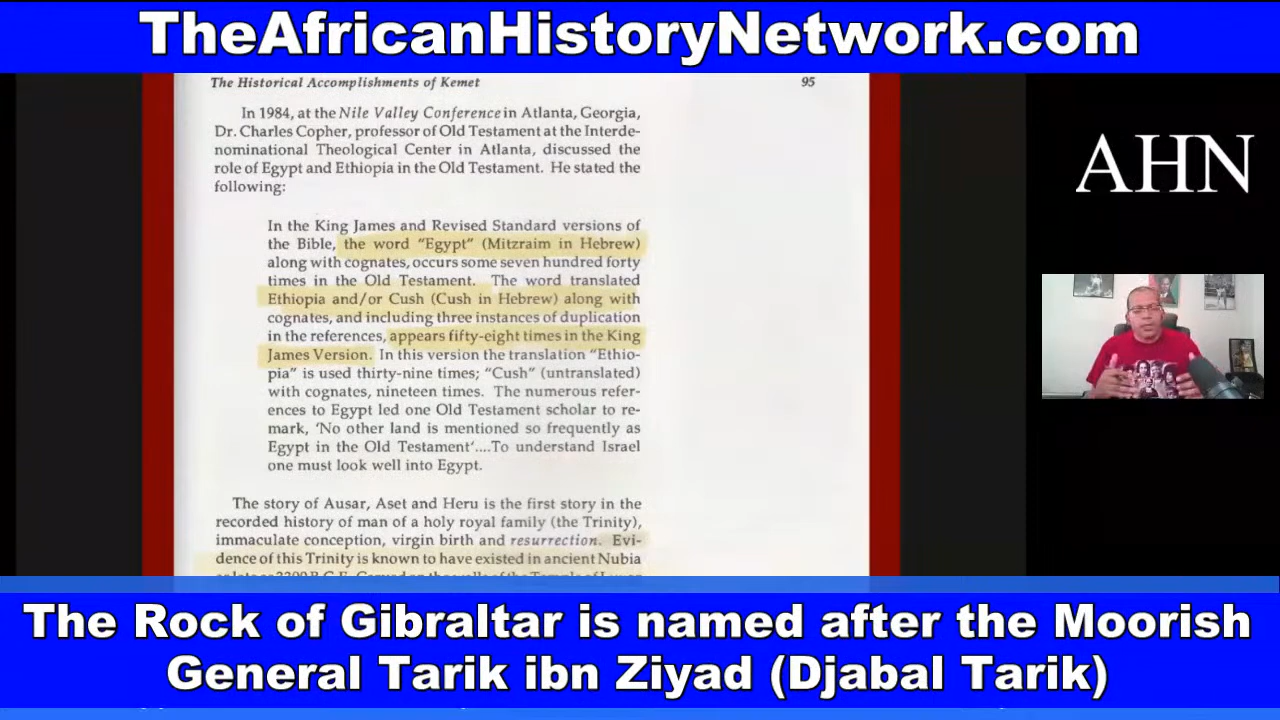 TheAfricanHistoryNetwork.com
The Historical Accomplishments of Kemet 95
In 1984, at the Nile Valley Conference in Atlanta, Georgia,
Dr. Charles Copher, professor of Old Testament at the Interde-
nominational Theological Center in Atlanta, discussed the
role of Egypt and Ethiopia in the Old Testament. He stated the
following:
In the King James and Revised Standard versions of
the Bible, the word "Egypt" (Mitzraim in Hebrew)
along with cognates, occurs some seven hundred forty
times in the Old Testament. The word translated
Ethiopia and/or Cush (Cush in Hebrew) along with
cognates, and including three instances of duplication
in the references, appears fifty-eight times in the King
James Version. In this version the translation "Ethio-
pia" is used thirty-nine times; "Cush" (untranslated)
with cognates, nineteen times. The numerous refer-
ences to Egypt led one Old Testament scholar to re-
mark, 'No other land is mentioned so frequently as
Egypt in the Old Testament'....To understand Israel
one must look well into Egypt.
The story of Ausar, Aset and Heru is the first story in the
recorded history of man of a holy royal family (the Trinity),
immaculate conception, virgin birth and resurrection. Evi-
dence of this Trinity is known to have existed in ancient Nubia
AHN
The Rock of Gibraltar is named after the Moorish
General Tarik ibn Ziyad (Djabal Tarik)